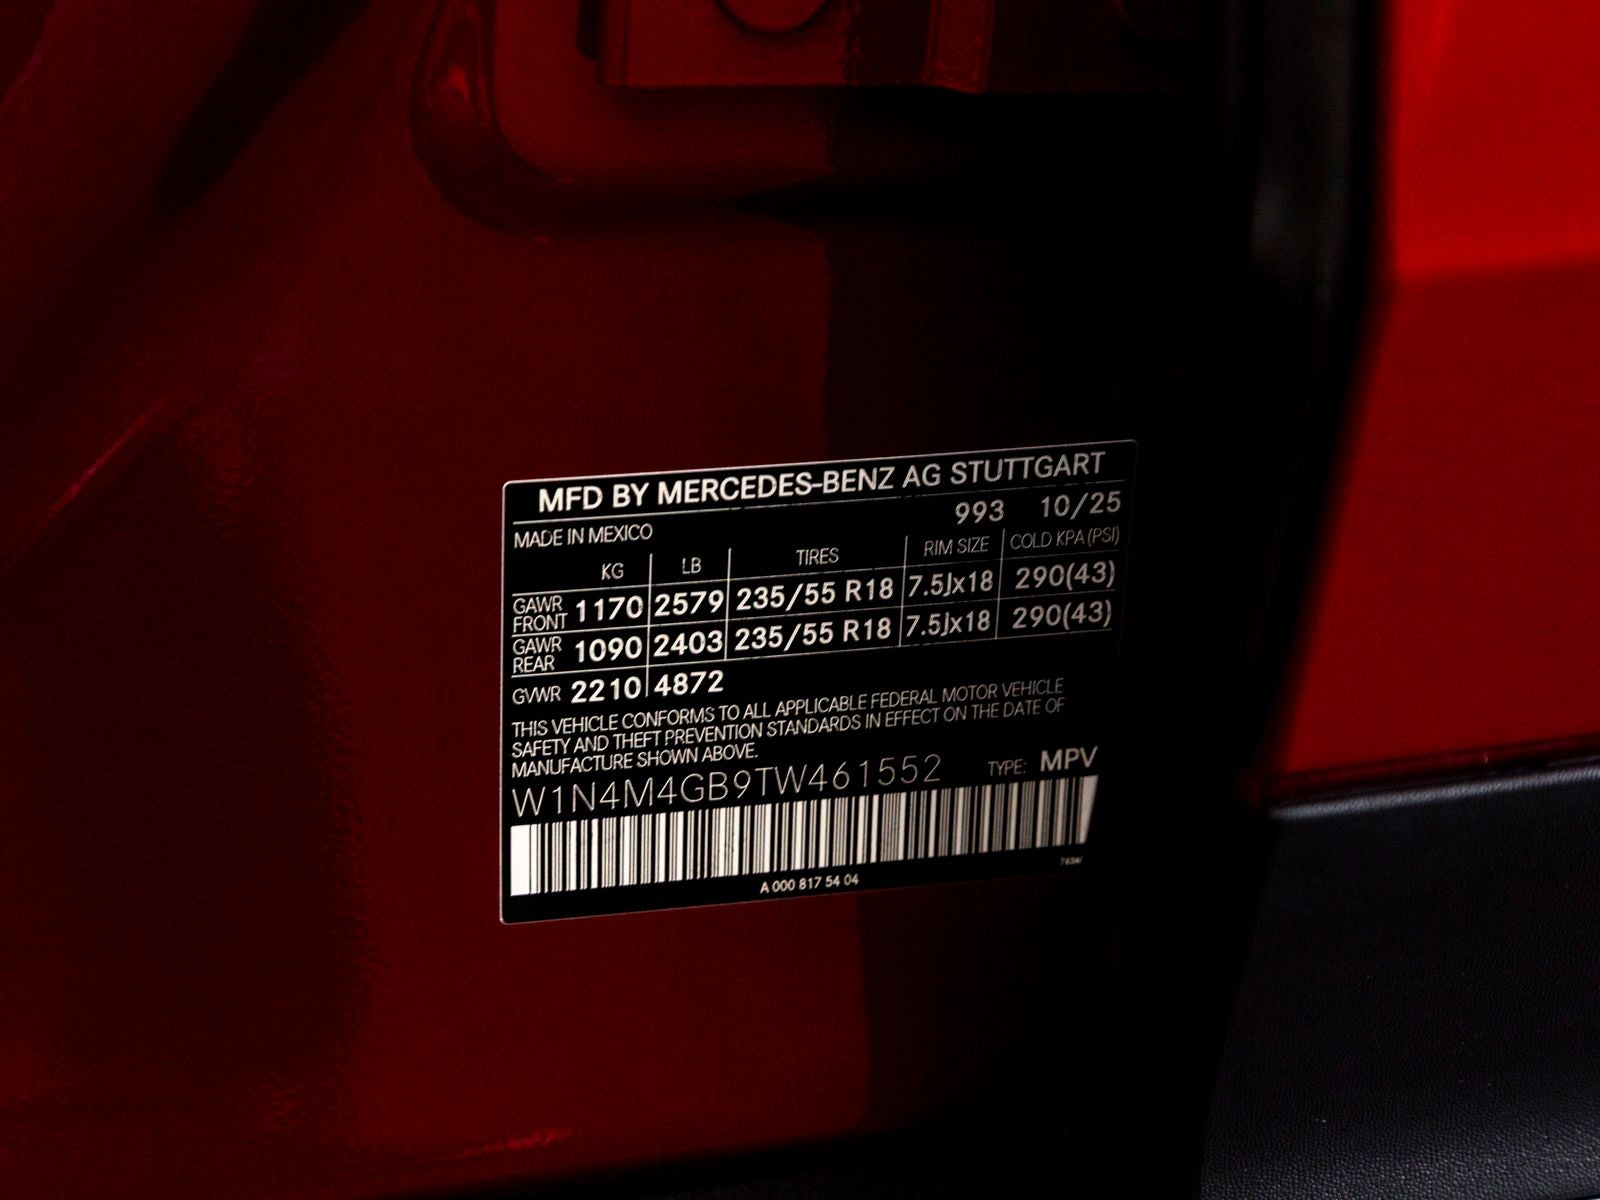 MFD BY MERCEDES-BENZ AG STUTTGART
MADE IN MEXICO 993 10/25
KG LB TIRES RIM SIZE COLD KPA (PSI)
GAWR FRONT 1170 2579 235/55 R18 7.5Jx18 290(43)
GAWR REAR 1090 2403 235/55 R18 7.5Jx18 290(43)
GVWR 2210 4872
THIS VEHICLE CONFORMS TO ALL APPLICABLE FEDERAL MOTOR VEHICLE
SAFETY AND THEFT PREVENTION STANDARDS IN EFFECT ON THE DATE OF
MANUFACTURE SHOWN ABOVE.
W1N4M4GB9TW461552 TYPE: MPV
A 000 817 54 04